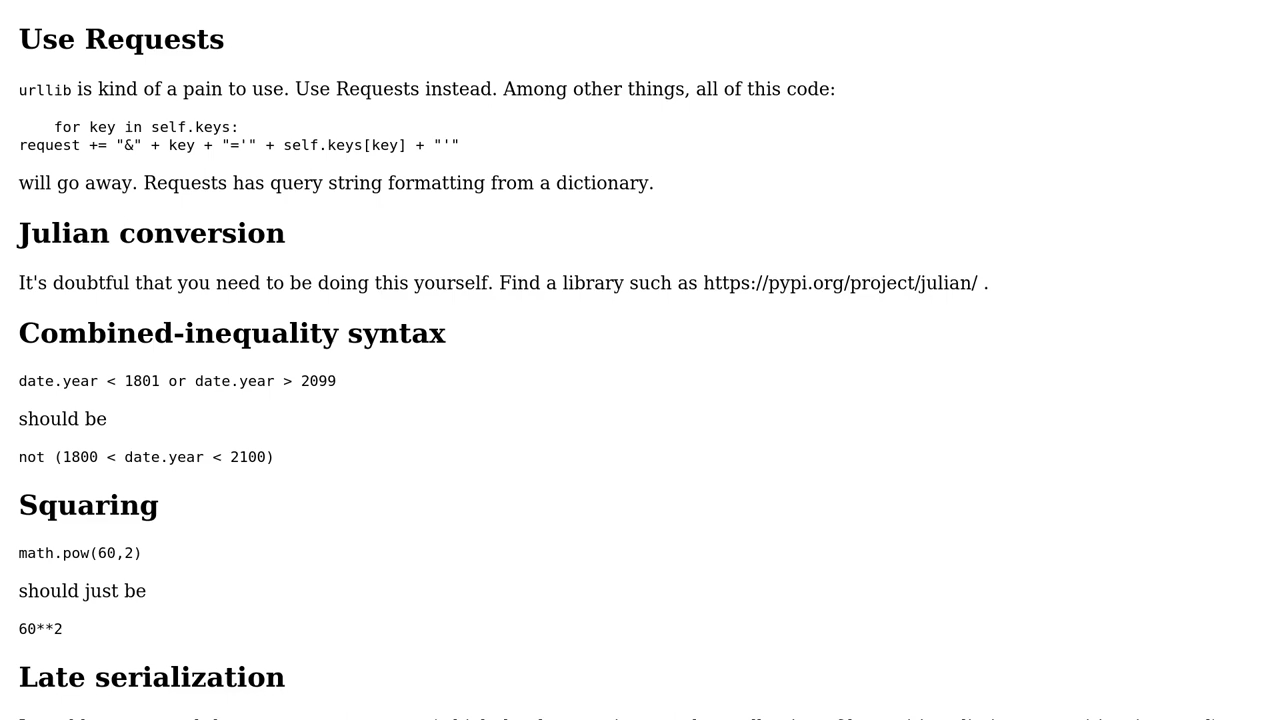 Use Requests
urllib is kind of a pain to use. Use Requests instead. Among other things, all of this code:
for key in self.keys:
request += "&" + key + "='" + self.keys[key] + "'"
will go away. Requests has query string formatting from a dictionary.
Julian conversion
It's doubtful that you need to be doing this yourself. Find a library such as https://pypi.org/project/julian/ .
Combined-inequality syntax
date.year < 1801 or date.year > 2099
should be
not (1800 < date.year < 2100)
Squaring
math.pow(60,2)
should just be
60**2
Late serialization